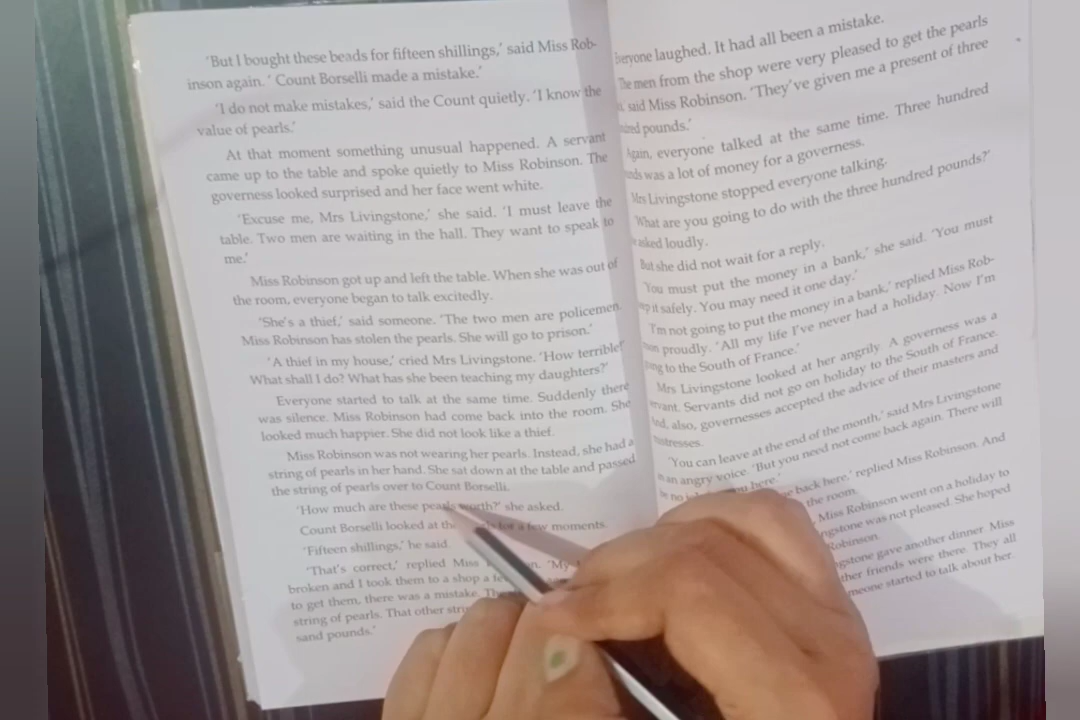 'But I bought these beads for fifteen shillings,' said Miss Rob-
inson again. ' Count Borselli made a mistake.'
'I do not make mistakes,' said the Count quietly. 'I know the
value of pearls.'
At that moment something unusual happened. A servant
came up to the table and spoke quietly to Miss Robinson. The
governess looked surprised and her face went white.
'Excuse me, Mrs Livingstone,' she said. 'I must leave the
table. Two men are waiting in the hall. They want to speak to
me.'
Miss Robinson got up and left the table. When she was out of
the room, everyone began to talk excitedly.
'She's a thief,' said someone. 'The two men are policemen.
Miss Robinson has stolen the pearls. She will go to prison.'
'A thief in my house,' cried Mrs Livingstone. 'How terrible!
What shall I do? What has she been teaching my daughters?'
Everyone started to talk at the same time. Suddenly there
was silence. Miss Robinson had come back into the room. She
looked much happier. She did not look like a thief.
Miss Robinson was not wearing her pearls. Instead, she had a
string of pearls in her hand. She sat down at the table and passed
the string of pearls over to Count Borselli.
'How much are these pearls worth?' she asked.
Count Borselli looked at the for a few moments.
'Fifteen shillings,' he said.
'That's correct,' replied Miss 'My
broken and I took them to a shop a
to get them, there was a mistake.
string of pearls. That other
sand pounds.'
Everyone laughed. It had all been a mistake.
The men from the shop were very pleased to get the pearls
said Miss Robinson. 'They've given me a present of three
pounds.'
Again, everyone talked at the same time. Three hundred
was a lot of money for a governess.
Mrs Livingstone stopped everyone talking.
'What are you going to do with the three hundred pounds?'
asked loudly.
But she did not wait for a reply.
'You must put the money in a bank,' she said. 'You must
it safely. You may need it one day.'
'I'm not going to put the money in a bank,' replied Miss Rob-
proudly. 'All my life I've never had a holiday. Now I'm
to the South of France.'
Mrs Livingstone looked at her angrily. A governess was a
servant. Servants did not go on holiday to the South of France.
also, governesses accepted the advice of their masters and
mistresses.
'You can leave at the end of the month,' said Mrs Livingstone
in an angry voice. 'But you need not come back again. There will
be no here.'
back here,' replied Miss Robinson. And
the room.
Miss Robinson went on a holiday to
was not pleased. She hoped
Robinson.
gave another dinner. Miss
friends were there. They all
started to talk about her.